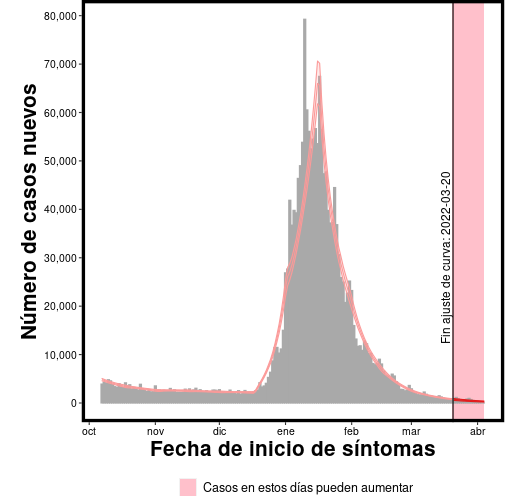 80,000
70,000
60,000
50,000
40,000
30,000
20,000
10,000
0
Número de casos nuevos
Fin ajuste de curva: 2022-03-20
oct nov dic ene feb mar abr
Fecha de inicio de síntomas
Casos en estos días pueden aumentar